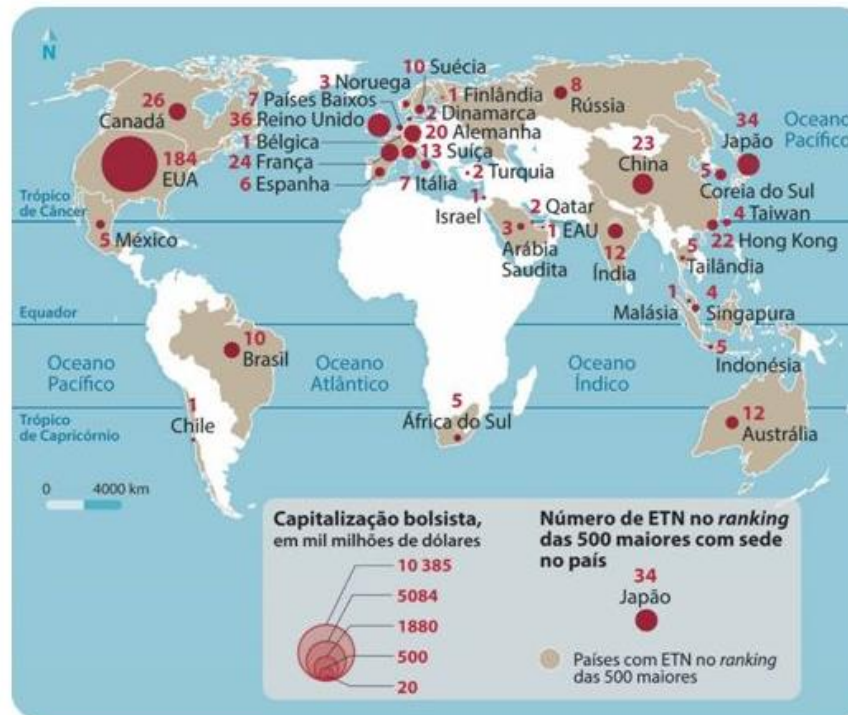 N
10 Suécia
3 Noruega
1 Finlândia
8
Rússia
26
Canadá
7 Países Baixos
2 Dinamarca
36 Reino Unido
20 Alemanha
34
Japão
Oceano
Pacífico
1 Bélgica
13 Suíça
23
China
184
EUA
24 França
2 Turquia
5
Coreia do Sul
6 Espanha
7 Itália
Trópico
de Câncer
1
Israel
2 Qatar
4 Taiwan
5 México
3
Arábia
Saudita
1 EAU
12
Índia
22 Hong Kong
5
Tailândia
1
Malásia
4
Singapura
Equador
10
Brasil
5
Indonésia
Oceano
Pacífico
Oceano
Atlântico
Oceano
Índico
1
Chile
5
África do Sul
12
Austrália
Trópico
de Capricórnio
0 4000 km
Capitalização bolsista,
em mil milhões de dólares
10 385
5084
1880
500
20
Número de ETN no ranking
das 500 maiores com sede
no país
34
Japão
Países com ETN no ranking
das 500 maiores